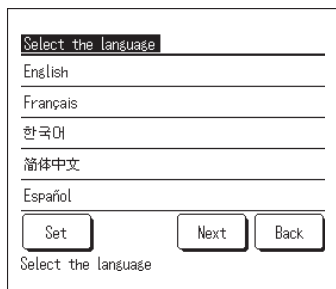 Select the language
English
Français
한국어
简体中文
Español
Set Next Back
Select the language